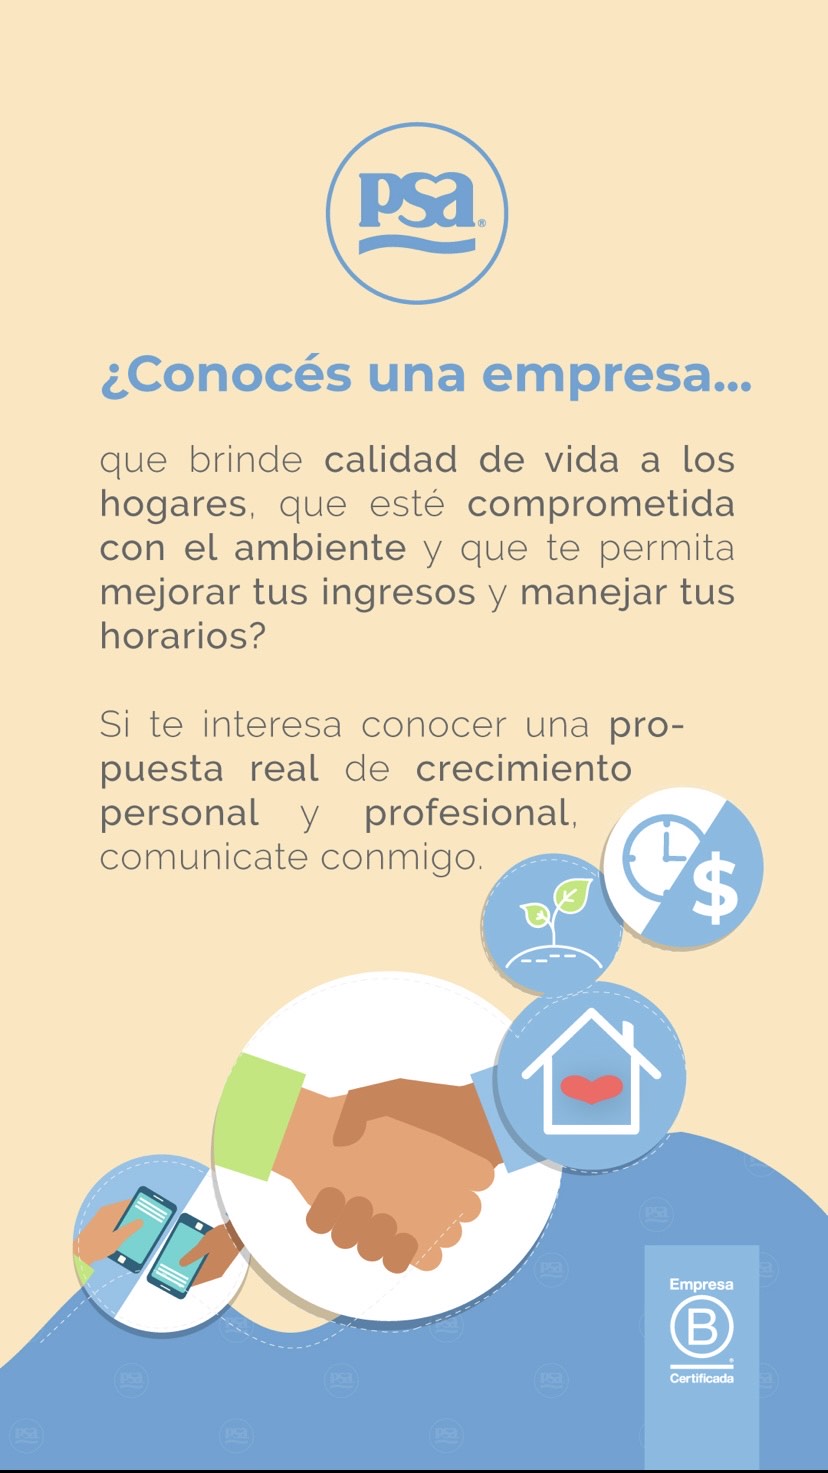 psa®
¿Conocés una empresa...
que brinde calidad de vida a los
hogares, que esté comprometida
con el ambiente y que te permita
mejorar tus ingresos y manejar tus
horarios?
Si te interesa conocer una pro-
puesta real de crecimiento
personal y profesional,
comunicate conmigo.
$
Empresa
B
Certificada